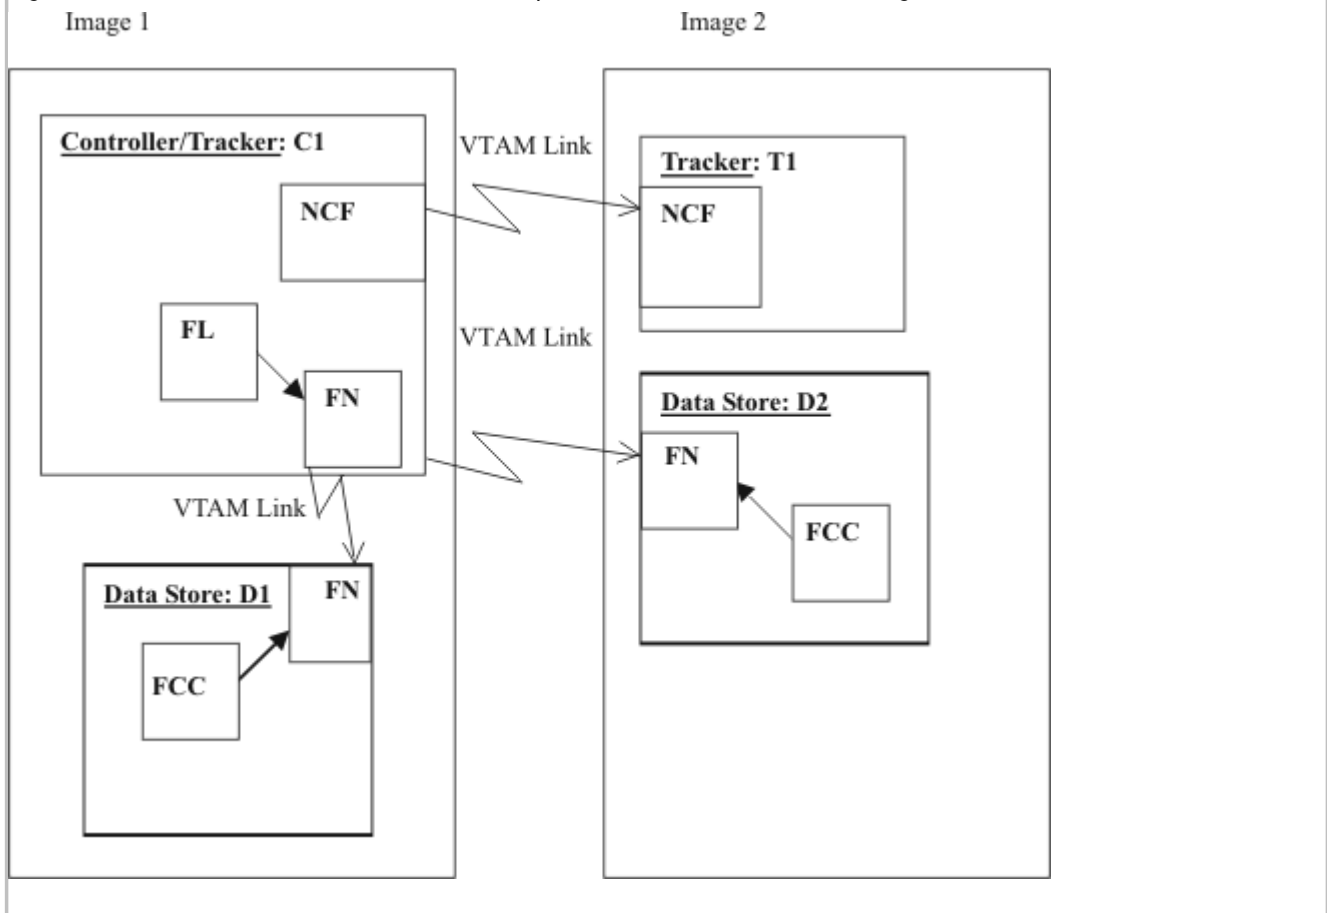 Image 1
Image 2
Controller/Tracker: C1
NCF
FL
FN
VTAM Link
Data Store: D1
FN
FCC
VTAM Link
VTAM Link
Tracker: T1
NCF
Data Store: D2
FN
FCC